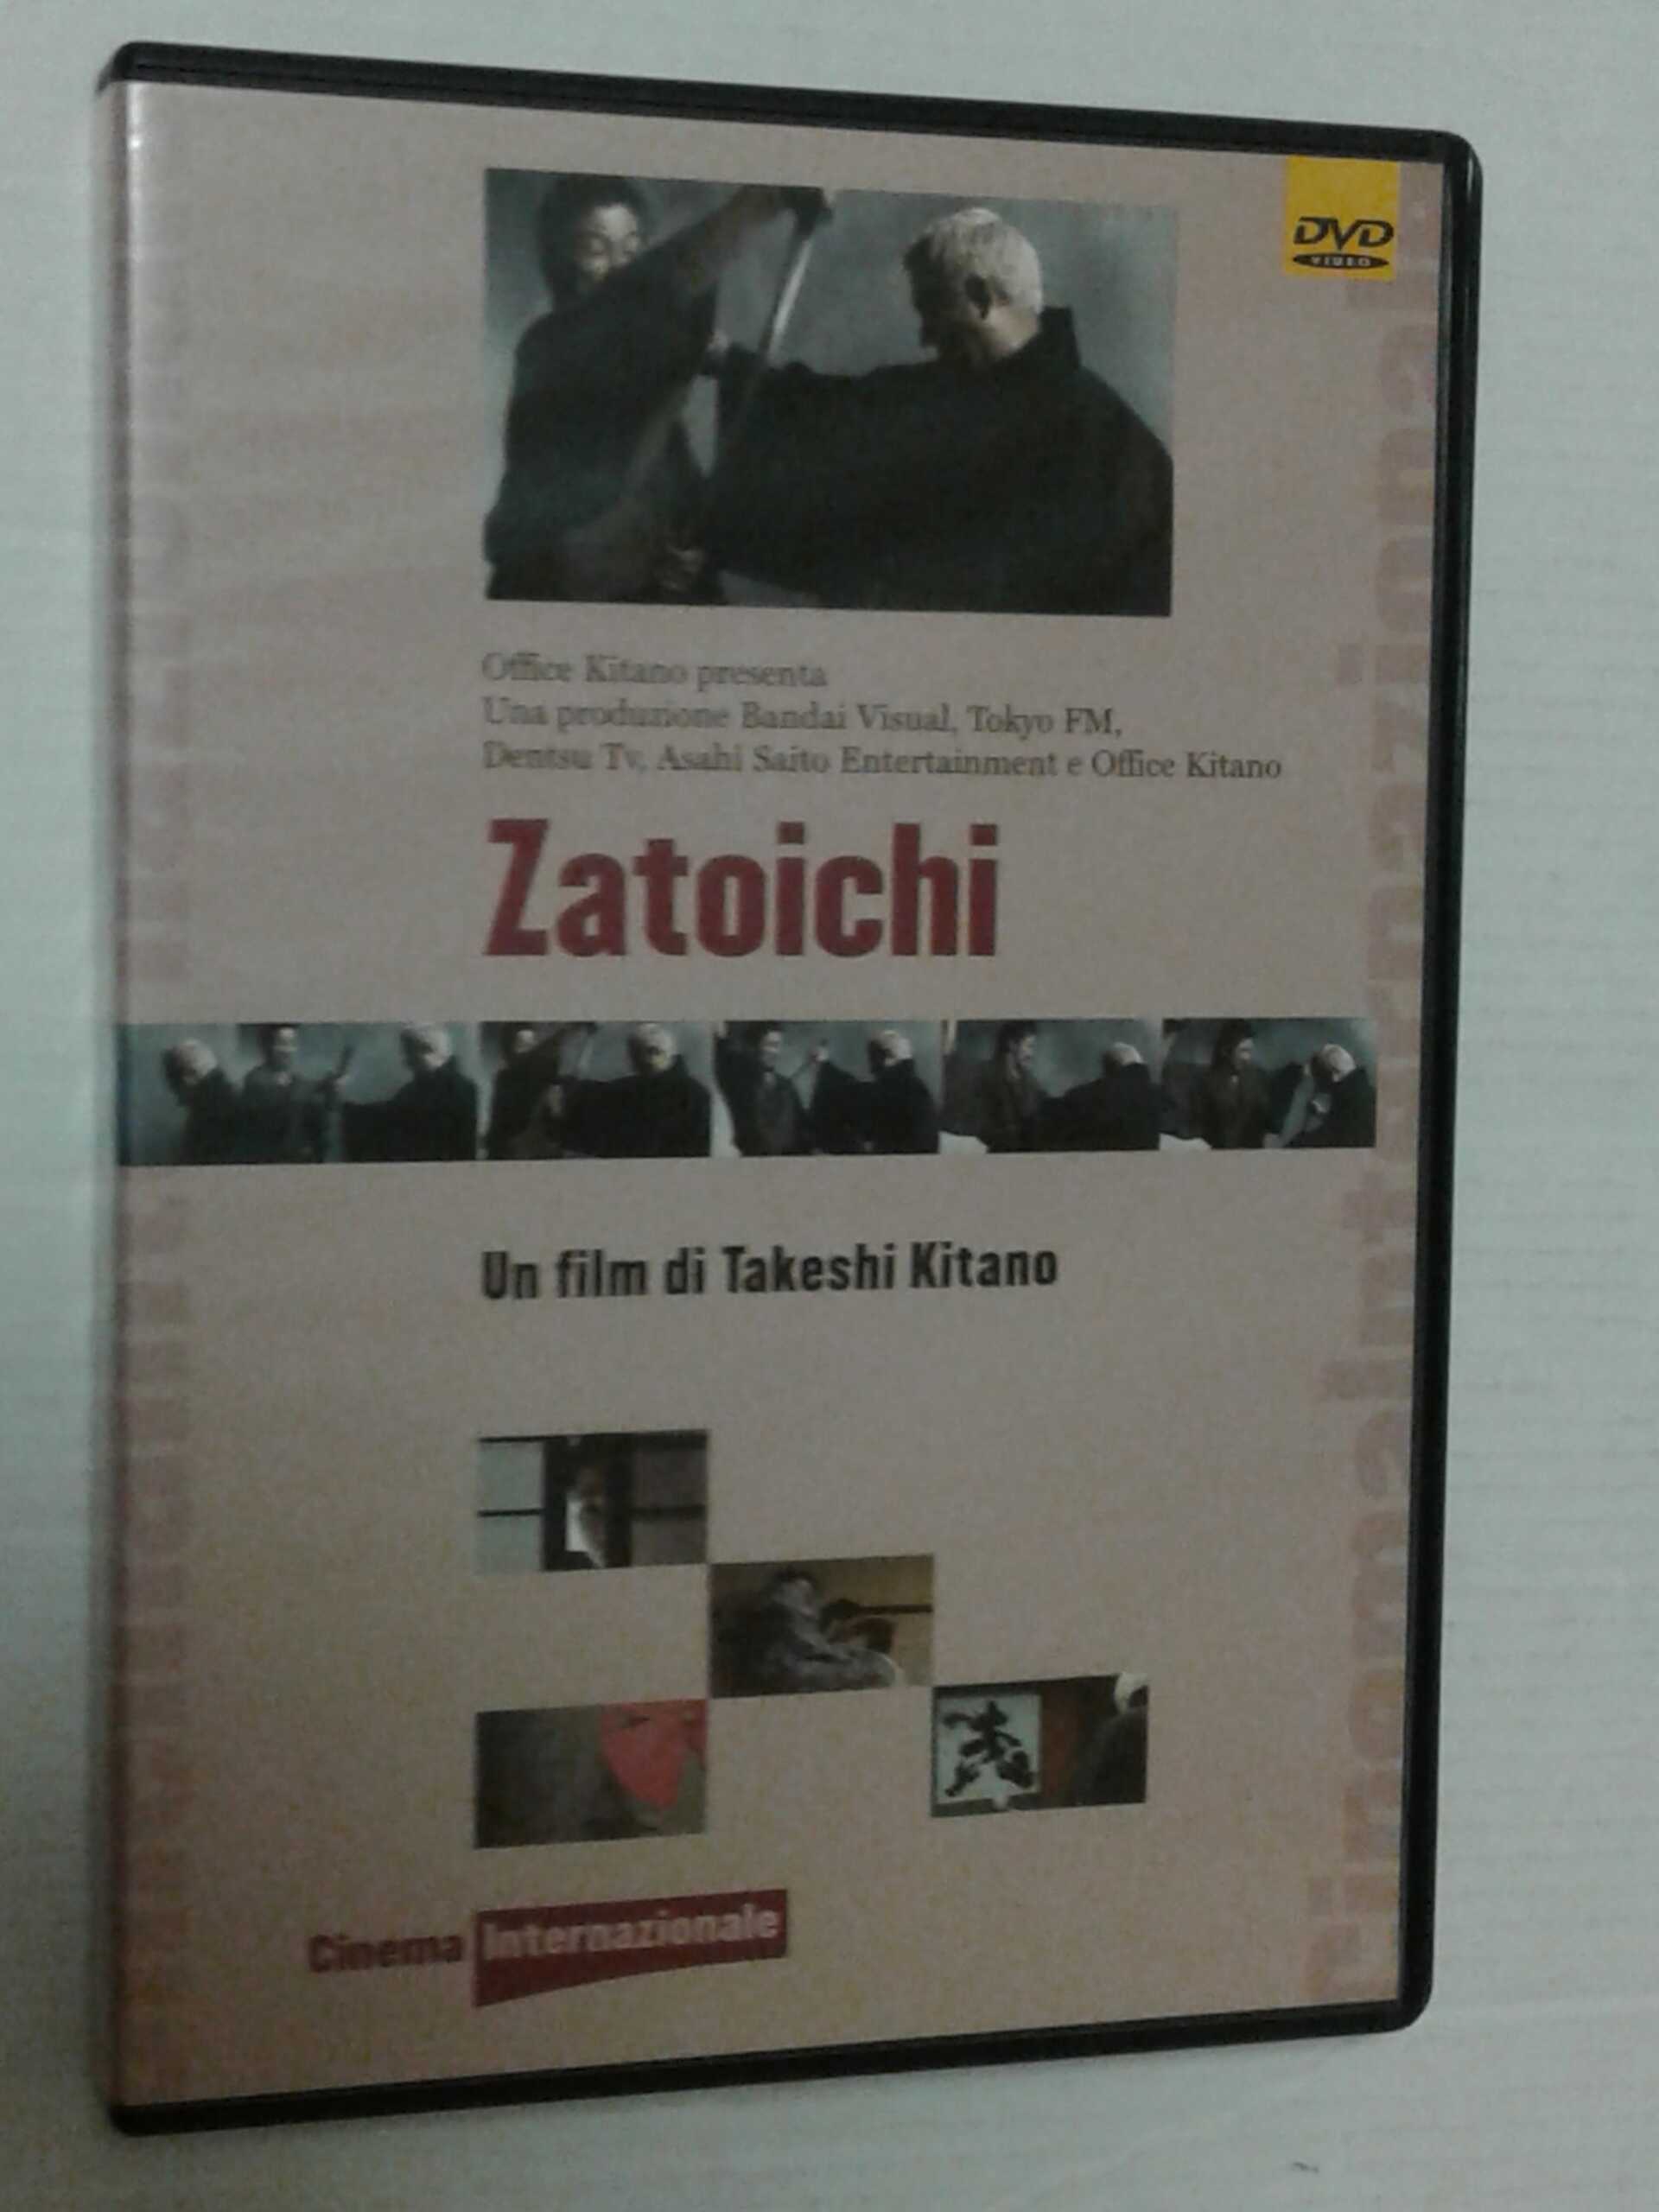 DVD
VIDEO
Office Kitano presenta
Una produzione Bandai Visual, Tokyo FM,
Dentsu Tv, Asahi Saito Entertainment e Office Kitano
Zatoichi
Un film di Takeshi Kitano
Cinema Internazionale